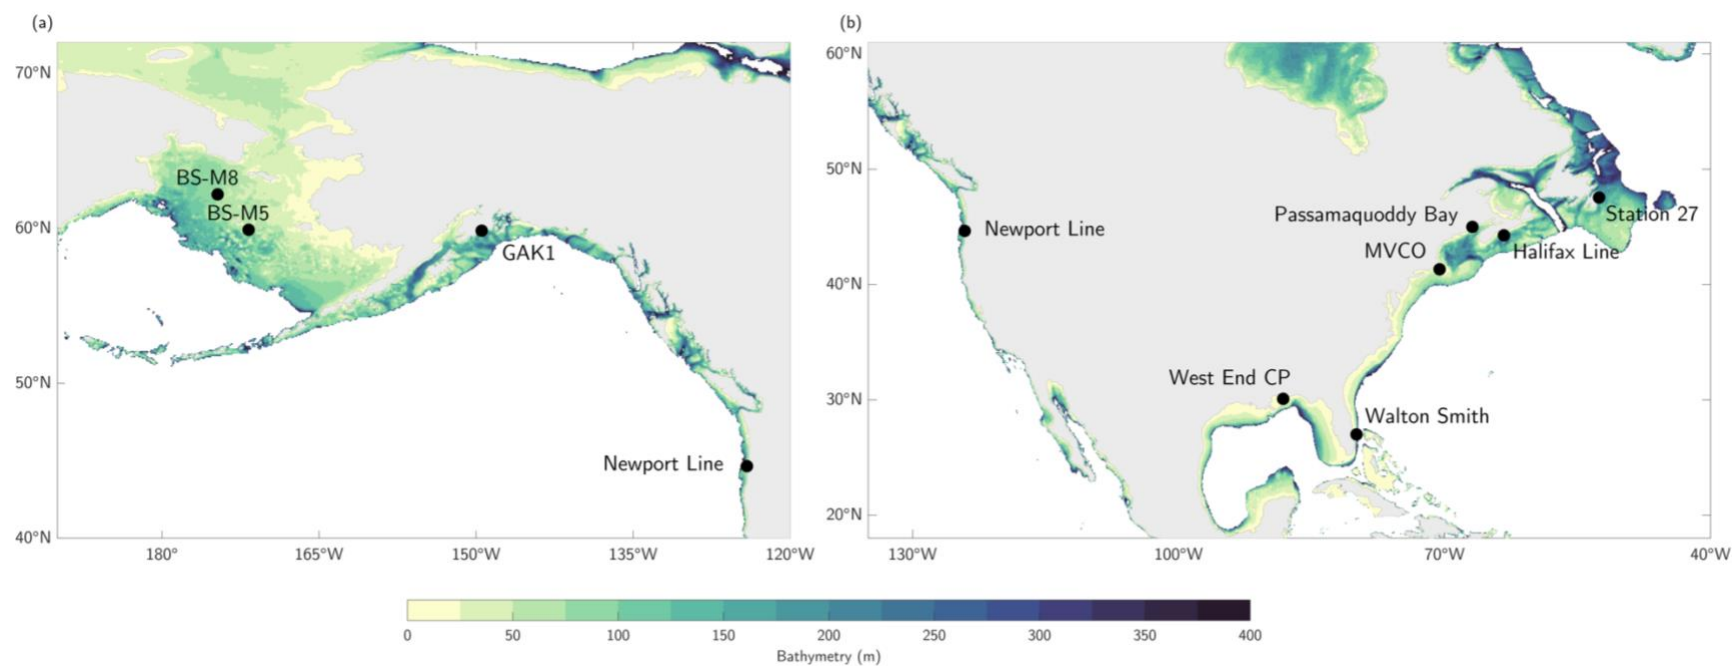 (a)
70°N
60°N
50°N
40°N
BS-M8
BS-M5
GAK1
Newport Line
180°
165°W
150°W
135°W
120°W
(b)
60°N
50°N
40°N
30°N
20°N
Newport Line
Passamaquoddy Bay
Station 27
MVCO
Halifax Line
West End CP
Walton Smith
130°W
100°W
70°W
40°W
0
50
100
150
200
250
300
350
400
Bathymetry (m)